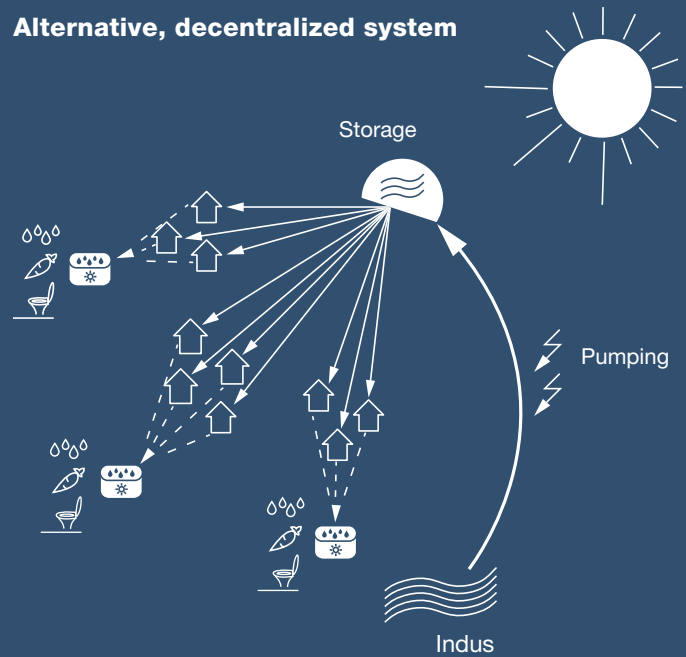 Alternative, decentralized system
Storage
Pumping
Indus